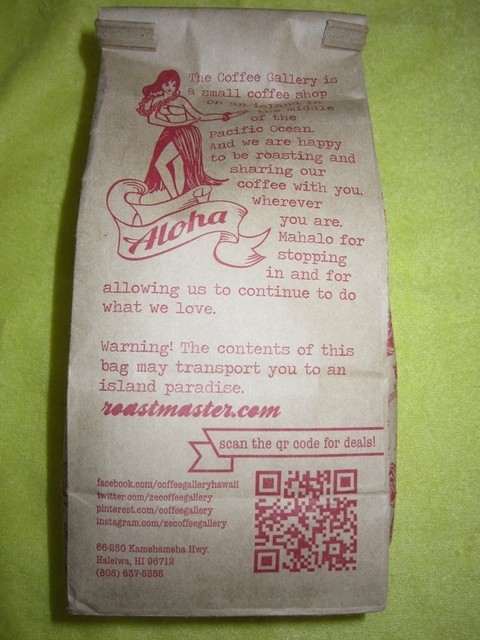 The Coffee Gallery is
a small coffee shop
on an island in
the middle
of the
Pacific Ocean.
And we are happy
to be roasting and
sharing our
coffee with you,
wherever
you are.
Mahalo for
stopping
in and for
allowing us to continue to do
what we love.
Aloha
Warning! The contents of this
bag may transport you to an
island paradise.
roastmaster.com
scan the qr code for deals!
facebook.com/coffeegalleryhawaii
twitter.com/zecoffeegallery
pinterest.com/coffeegallery
instagram.com/zecoffeegallery
66-250 Kamehameha Hwy.
Haleiwa, HI 96712
(808) 637-5355